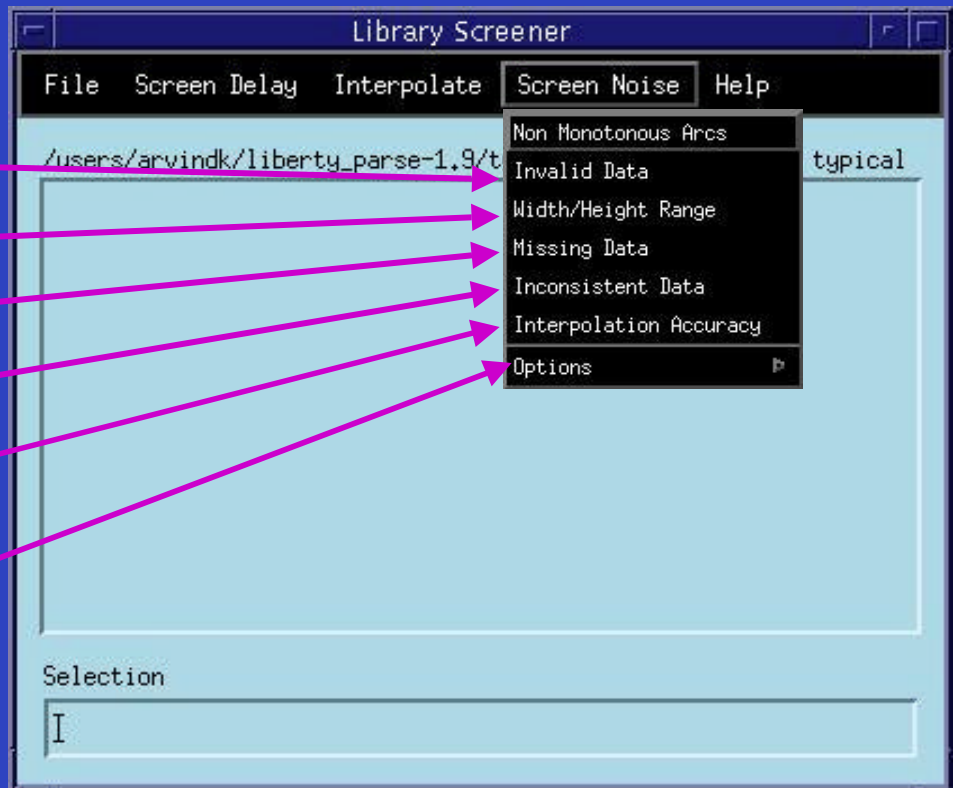 Library Screener
File Screen Delay Interpolate Screen Noise Help
/users/arvindk/liberty_parse-1.9/t typical
Non Monotonous Arcs
Invalid Data
Width/Height Range
Missing Data
Inconsistent Data
Interpolation Accuracy
Options
Selection